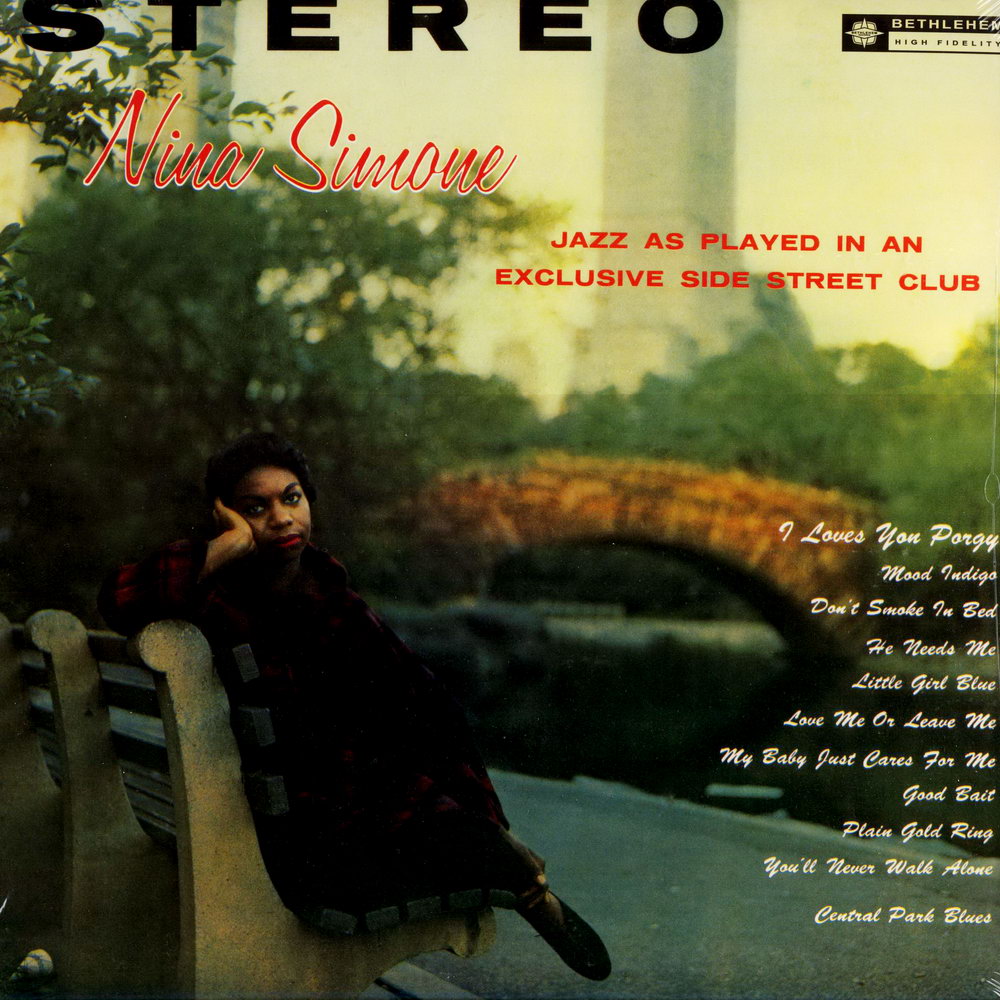 STEREO
BETHLEHEM
HIGH FIDELITY
BETHLEHEM
Nina Simone
JAZZ AS PLAYED IN AN
EXCLUSIVE SIDE STREET CLUB
I Loves You Porgy
Mood Indigo
Don't Smoke In Bed
He Needs Me
Little Girl Blue
Love Me Or Leave Me
My Baby Just Cares For Me
Good Bait
Plain Gold Ring
You'll Never Walk Alone
Central Park Blues